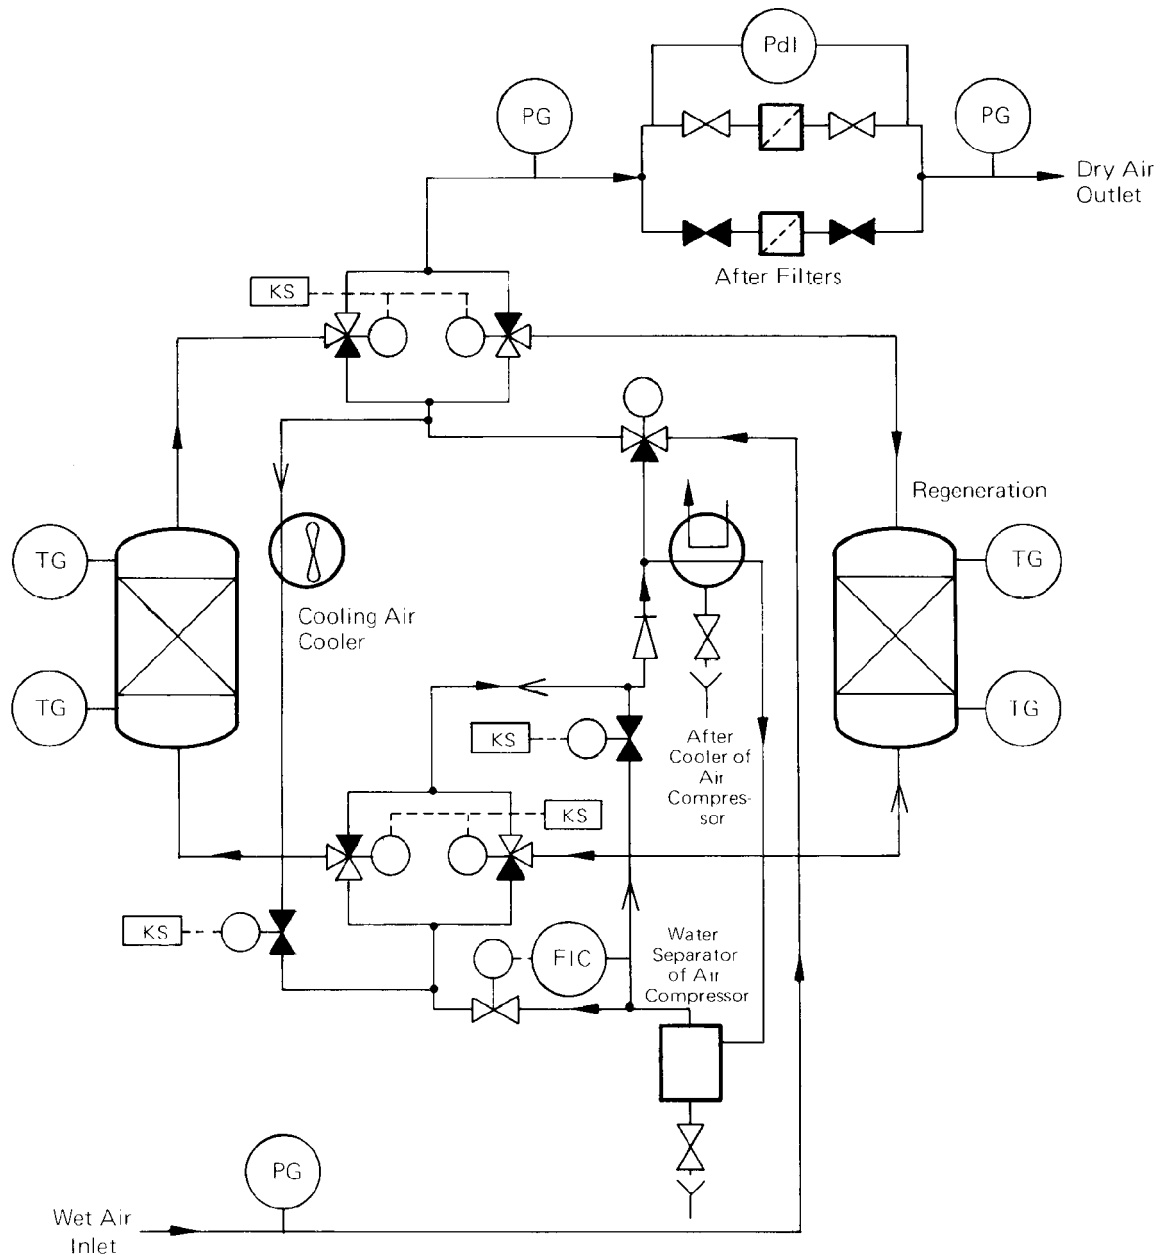 PdI
PG
PG
Dry Air
Outlet
After Filters
KS
Regeneration
TG
TG
Cooling Air
Cooler
TG
TG
KS
After
Cooler of
Air
Compres-
sor
KS
KS
FIC
Water
Separator
of Air
Compressor
PG
Wet Air
Inlet